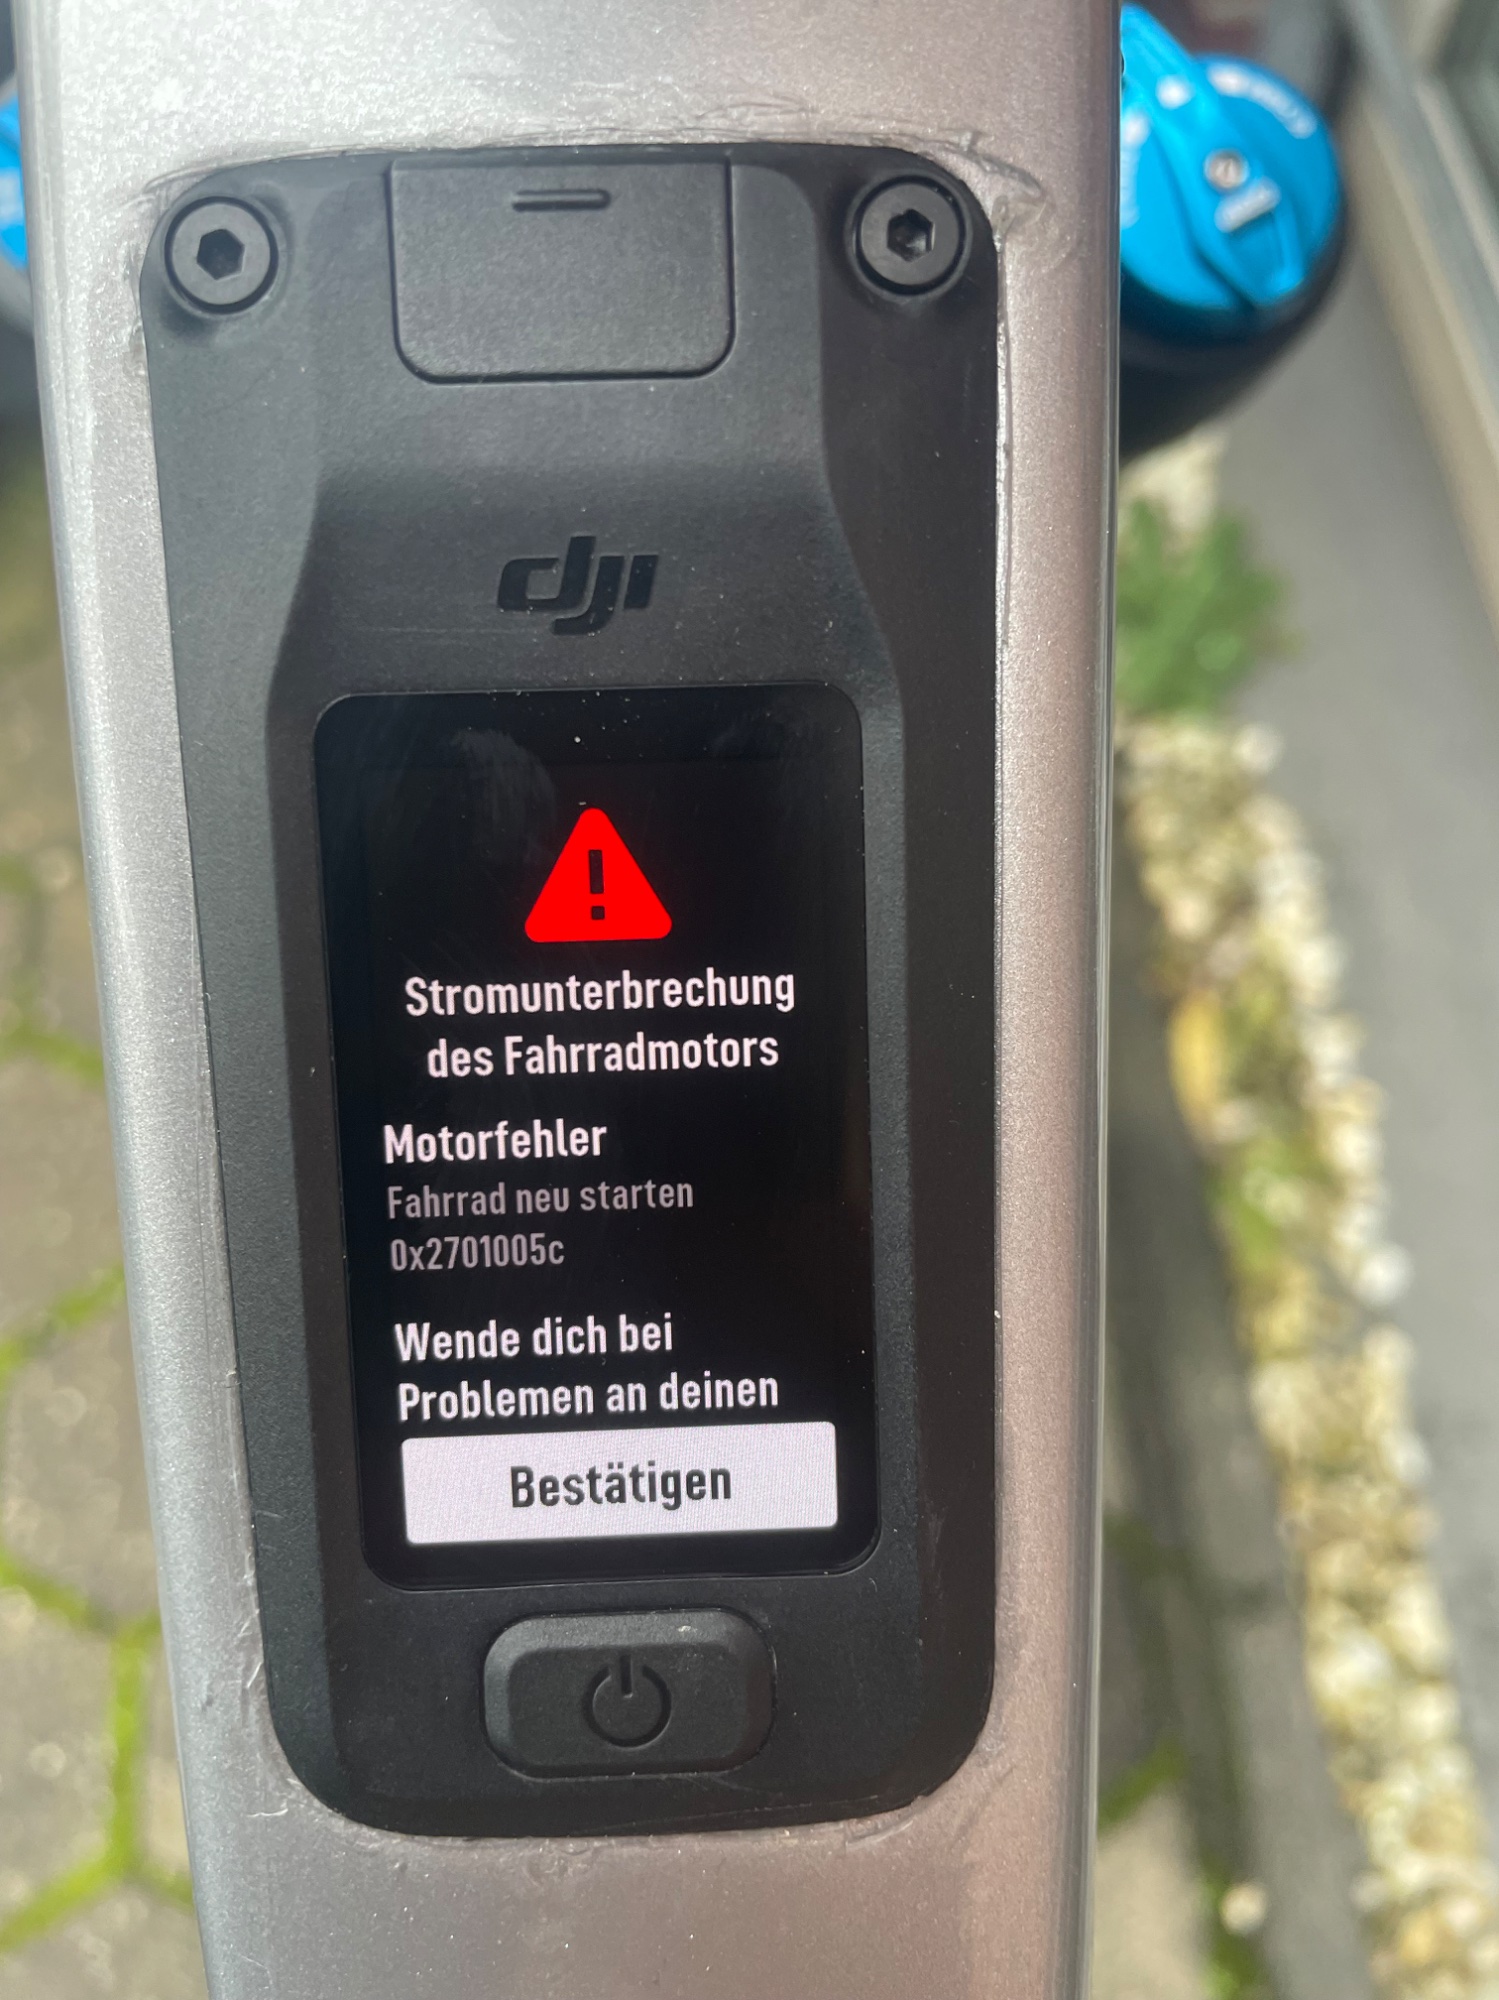 dji
Stromunterbrechung
des Fahrradmotors
Motorfehler
Fahrrad neu starten
0x2701005c
Wende dich bei
Problemen an deinen
Bestätigen